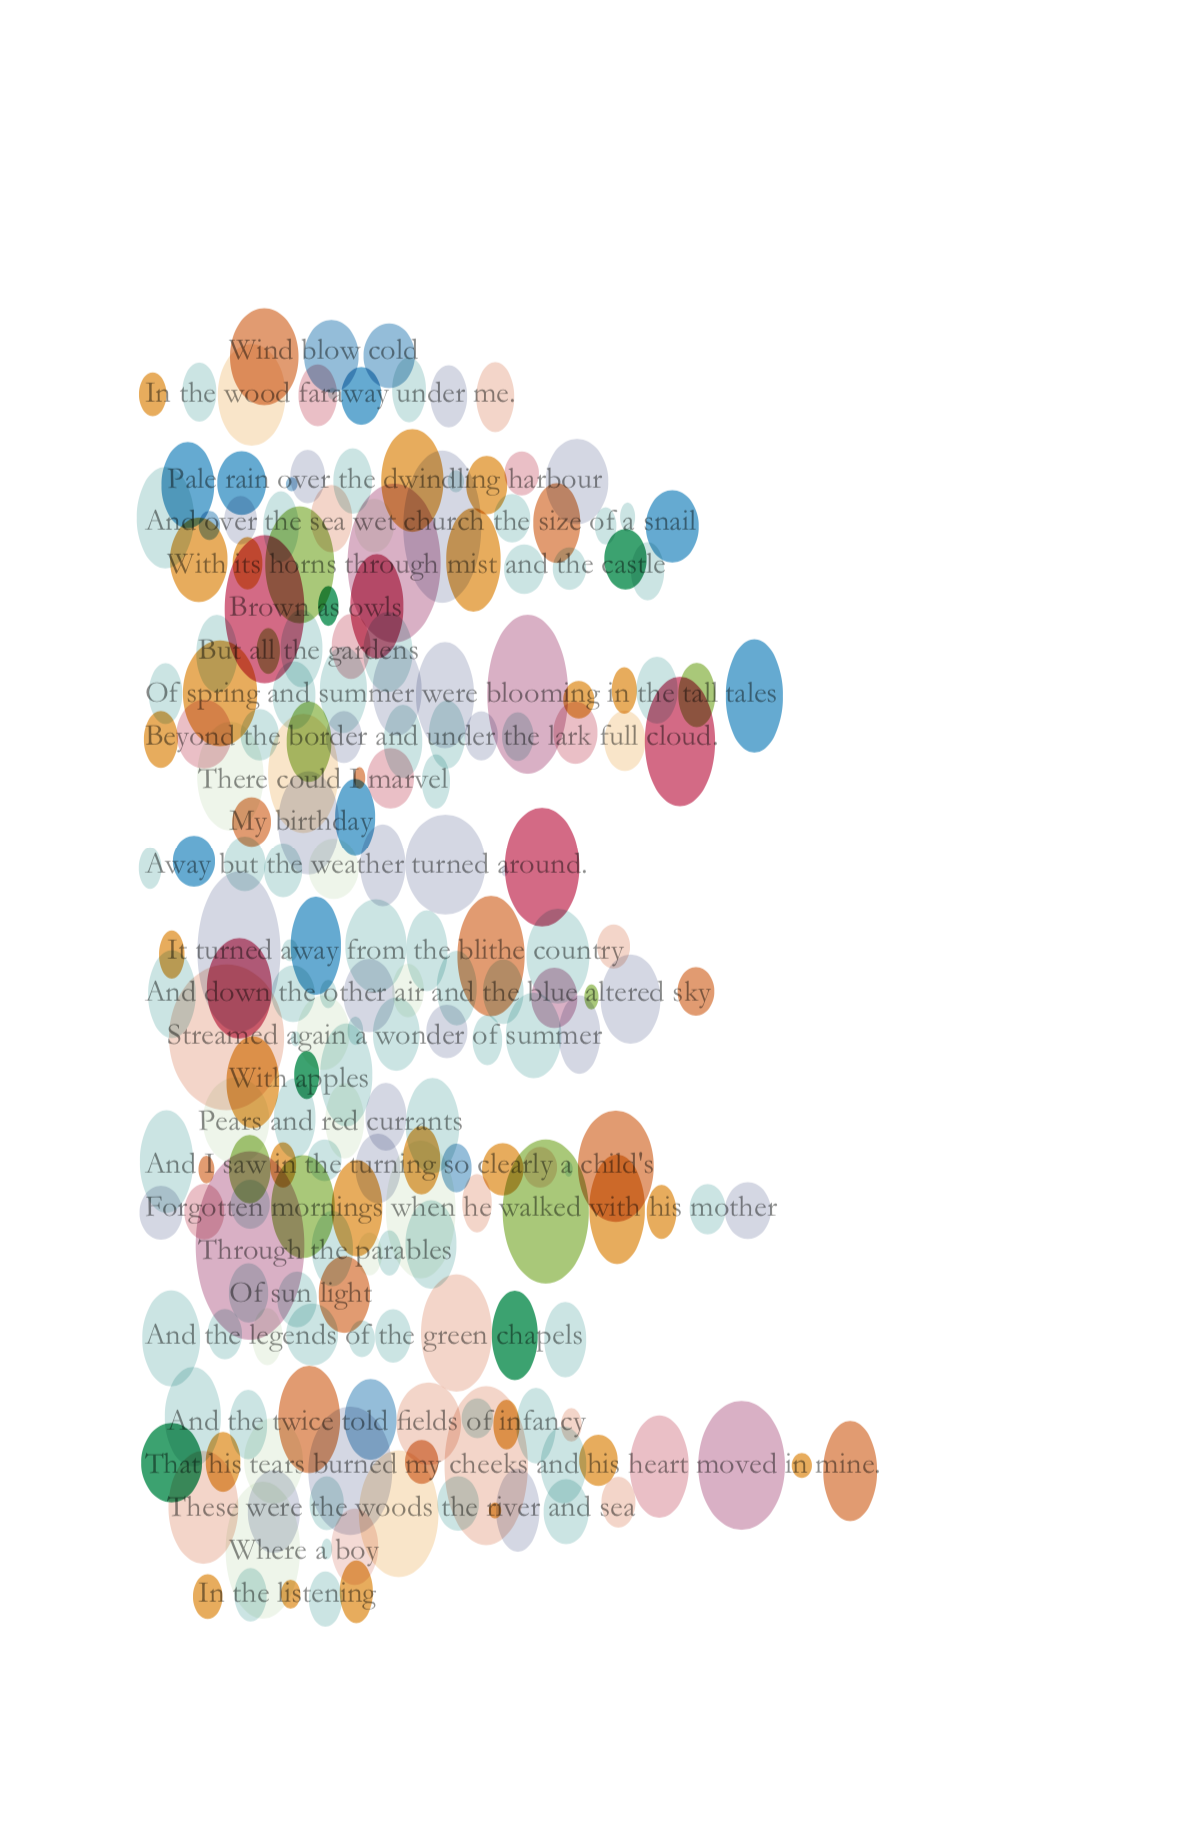 Wind blow cold
In the wood faraway under me.
Pale rain over the dwindling harbour
And over the sea wet church the size of a snail
With its horns through mist and the castle
Brown as owls
But all the gardens
Of spring and summer were blooming in the tall tales
Beyond the border and under the lark full cloud.
There could I marvel
My birthday
Away but the weather turned around.
It turned away from the blithe country
And down the other air and the blue altered sky
Streamed again a wonder of summer
With apples
Pears and red currants
And I saw in the turning so clearly a child's
Forgotten mornings when he walked with his mother
Through the parables
Of sun light
And the legends of the green chapels
And the twice told fields of infancy
That his tears burned my cheeks and his heart moved in mine.
These were the woods the river and sea
Where a boy
In the listening